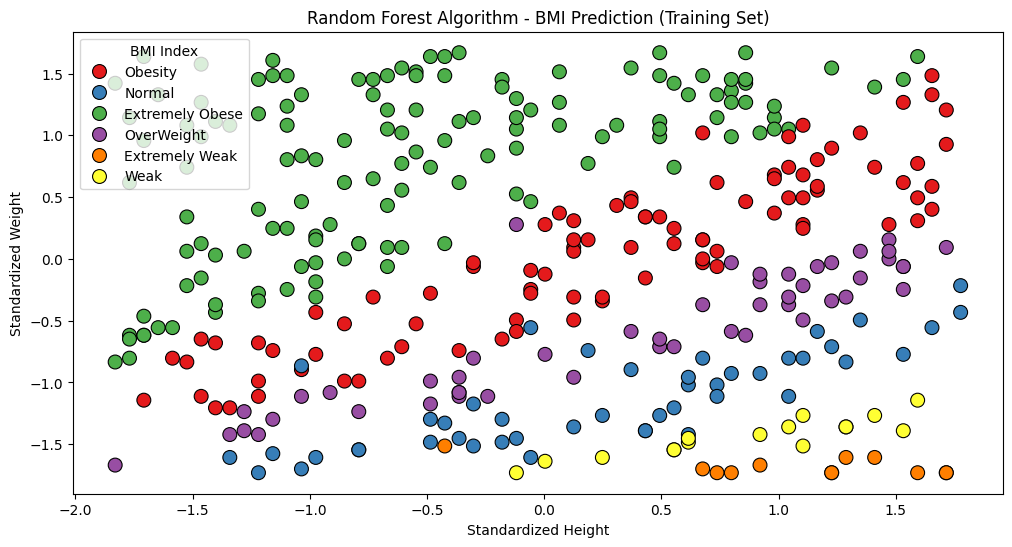 Random Forest Algorithm - BMI Prediction (Training Set)
BMI Index
Obesity
Normal
Extremely Obese
OverWeight
Extremely Weak
Weak
Standardized Weight
1.5
1.0
0.5
0.0
−0.5
−1.0
−1.5
−2.0
−1.5
−1.0
−0.5
0.0
0.5
1.0
1.5
Standardized Height